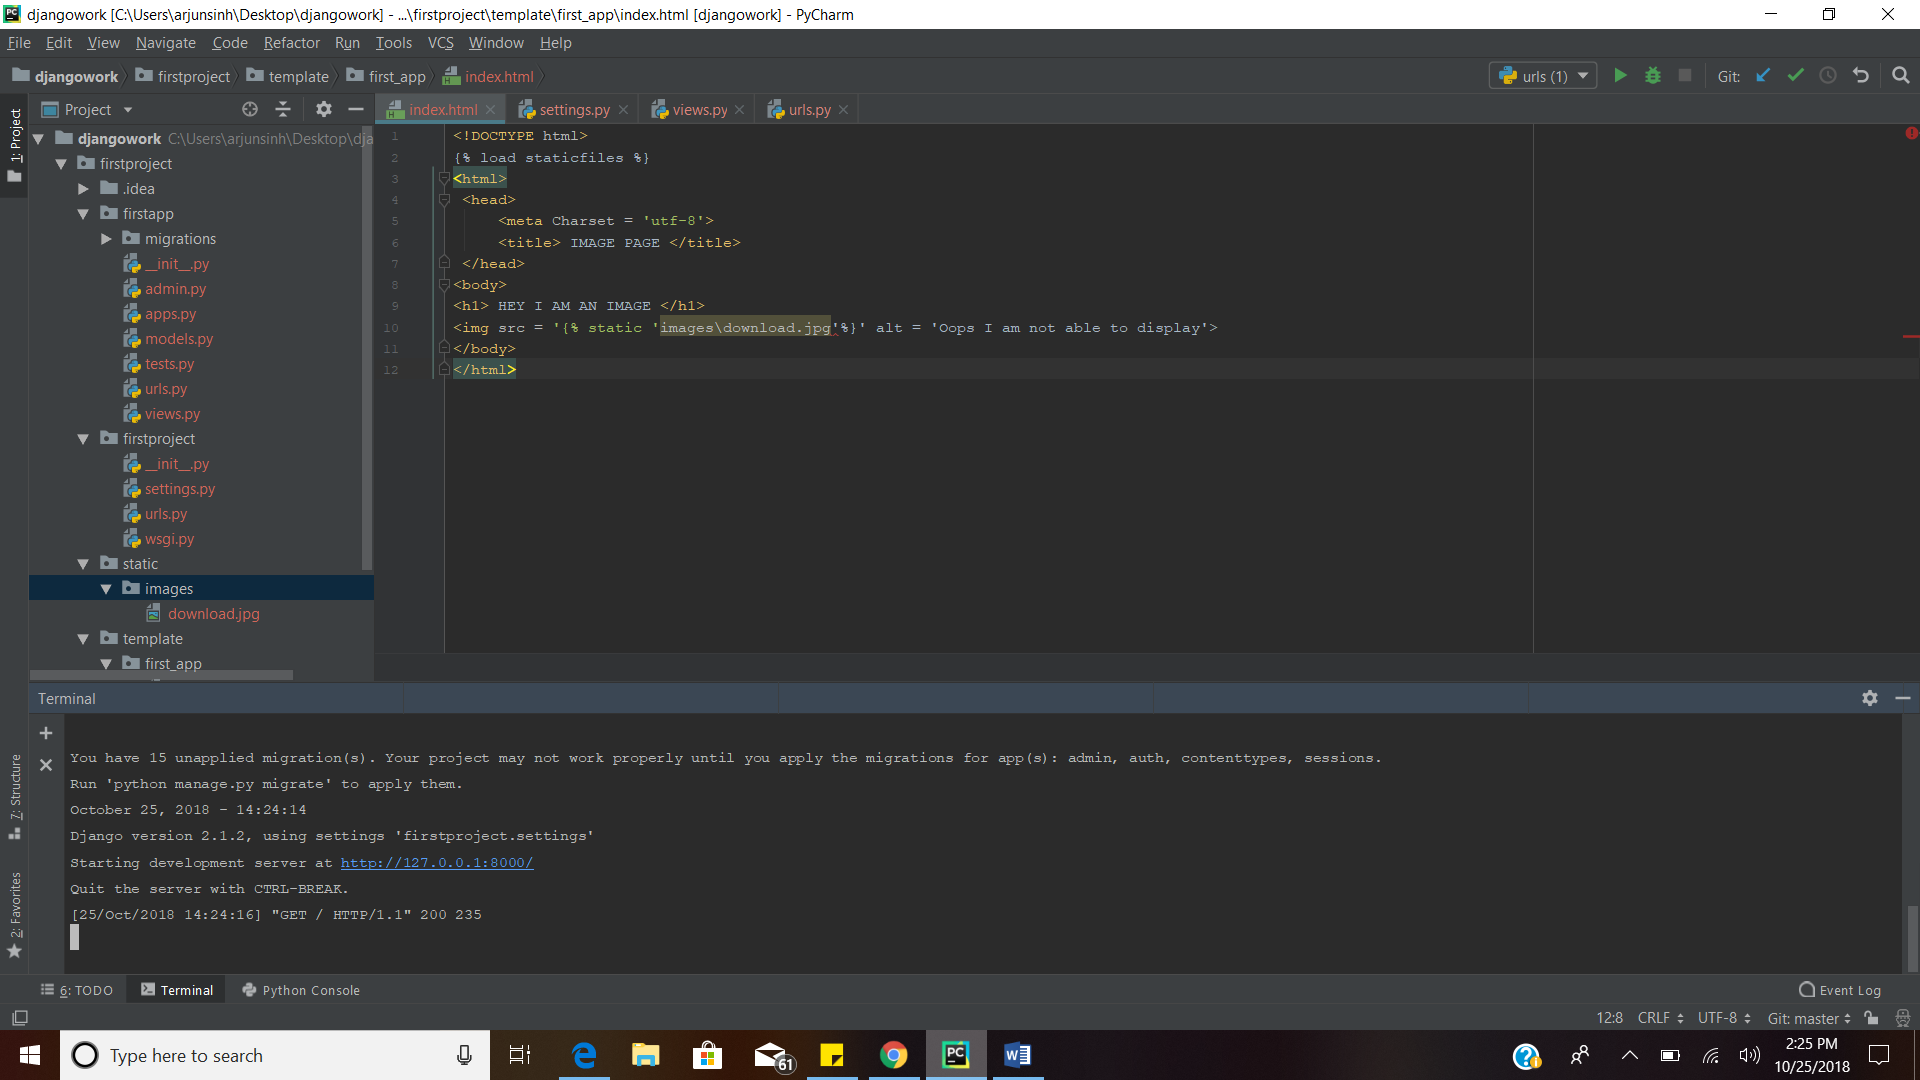 djangowork [C:\Users\arjunsinh\Desktop\djangowork] - ...\firstproject\template\first_app\index.html [djangowork] - PyCharm
File Edit View Navigate Code Refactor Run Tools VCS Window Help
djangowork firstproject template first_app index.html urls (1) Git:
1: Project
Project
index.html settings.py views.py urls.py
djangowork C:\Users\arjunsinh\Desktop\dja
firstproject
.idea
firstapp
migrations
__init__.py
admin.py
apps.py
models.py
tests.py
urls.py
views.py
firstproject
__init__.py
settings.py
urls.py
wsgi.py
static
images
download.jpg
template
first_app
1 <!DOCTYPE html>
2 {% load staticfiles %}
3 <html>
4 <head>
5 <meta Charset = 'utf-8'>
6 <title> IMAGE PAGE </title>
7 </head>
8 <body>
9 <h1> HEY I AM AN IMAGE </h1>
10 <img src = '{% static 'images\download.jpg'%}' alt = 'Oops I am not able to display'>
11 </body>
12 </html>
Terminal
You have 15 unapplied migration(s). Your project may not work properly until you apply the migrations for app(s): admin, auth, contenttypes, sessions.
Run 'python manage.py migrate' to apply them.
October 25, 2018 - 14:24:14
Django version 2.1.2, using settings 'firstproject.settings'
Starting development server at http://127.0.0.1:8000/
Quit the server with CTRL-BREAK.
[25/Oct/2018 14:24:16] "GET / HTTP/1.1" 200 235
7: Structure
2: Favorites
6: TODO Terminal Python Console Event Log
12:8 CRLF UTF-8 Git: master
Type here to search
61
2:25 PM
10/25/2018